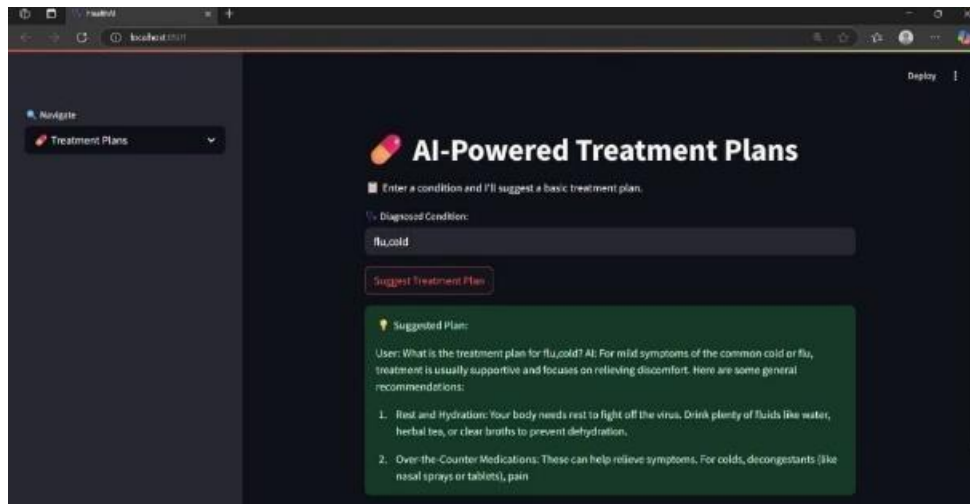 HealthAI
localhost:8501
Deploy
Navigate
Treatment Plans
AI-Powered Treatment Plans
Enter a condition and I'll suggest a basic treatment plan.
Diagnosed Condition:
flu,cold
Suggest Treatment Plan
Suggested Plan:
User: What is the treatment plan for flu,cold? AI: For mild symptoms of the common cold or flu,
treatment is usually supportive and focuses on relieving discomfort. Here are some general
recommendations:
1. Rest and Hydration: Your body needs rest to fight off the virus. Drink plenty of fluids like water,
herbal tea, or clear broths to prevent dehydration.
2. Over-the-Counter Medications: These can help relieve symptoms. For colds, decongestants (like
nasal sprays or tablets), pain